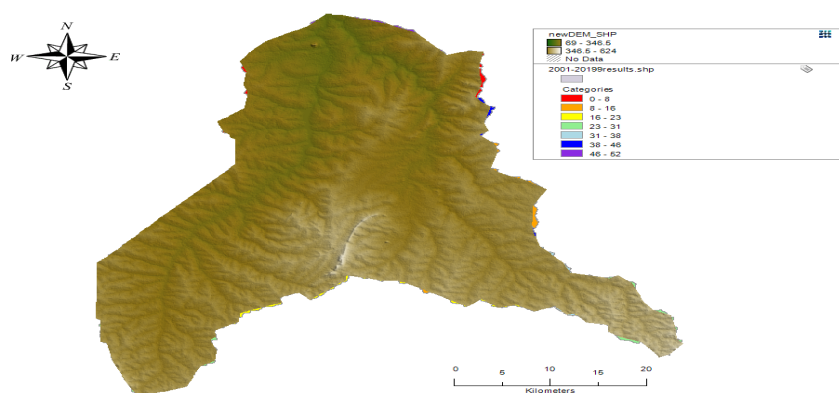 N
W E
S
newDEM_SHP
69 - 346.5
346.5 - 624
No Data
2001-20199results.shp
Categories
0 - 8
8 - 16
16 - 23
23 - 31
31 - 38
38 - 46
46 - 52
0 5 10 15 20
Kilometers